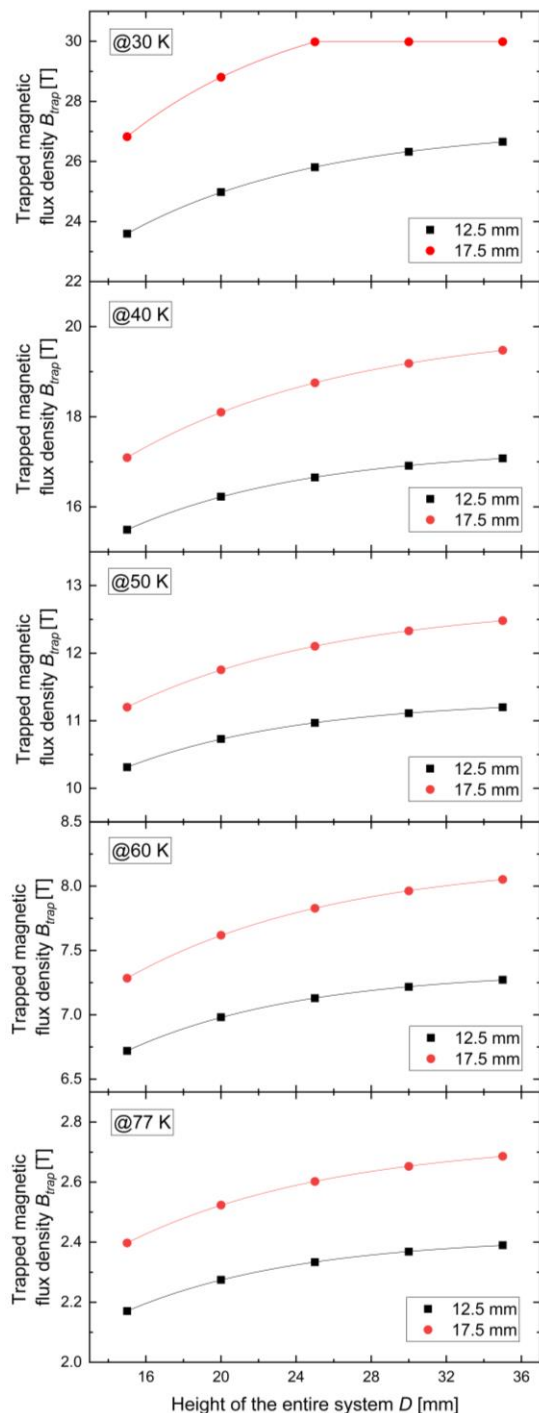 @30 K
30
28
26
24
22
Trapped magnetic
flux density B_trap [T]
12.5 mm
17.5 mm
@40 K
20
18
16
Trapped magnetic
flux density B_trap [T]
12.5 mm
17.5 mm
@50 K
13
12
11
10
Trapped magnetic
flux density B_trap [T]
12.5 mm
17.5 mm
@60 K
8.5
8.0
7.5
7.0
6.5
Trapped magnetic
flux density B_trap [T]
12.5 mm
17.5 mm
@77 K
2.8
2.6
2.4
2.2
2.0
Trapped magnetic
flux density B_trap [T]
12.5 mm
17.5 mm
16 20 24 28 32 36
Height of the entire system D [mm]